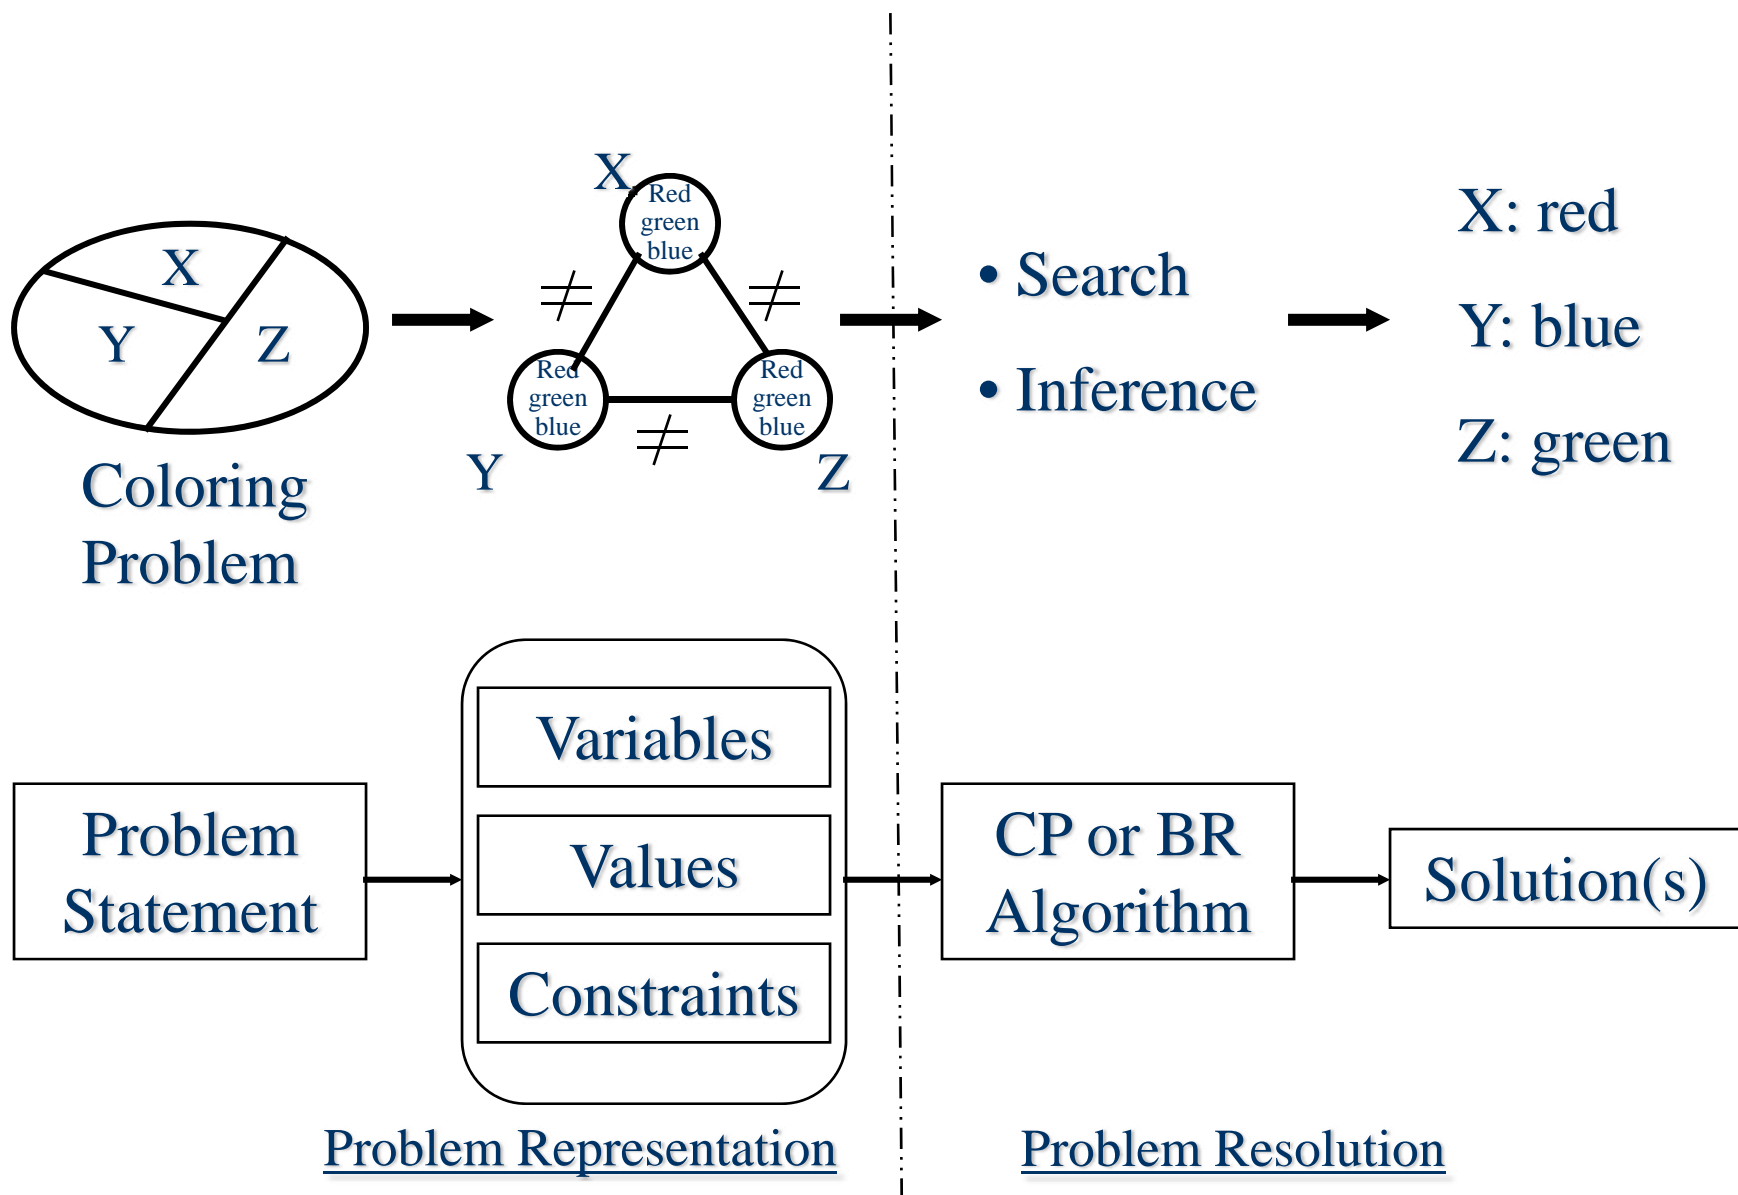 X
Y
Z
Coloring
Problem
X
Red
green
blue
≠
≠
Red
green
blue
Red
green
blue
≠
Y
Z
• Search
• Inference
X: red
Y: blue
Z: green
Problem
Statement
Variables
Values
Constraints
CP or BR
Algorithm
Solution(s)
Problem Representation
Problem Resolution